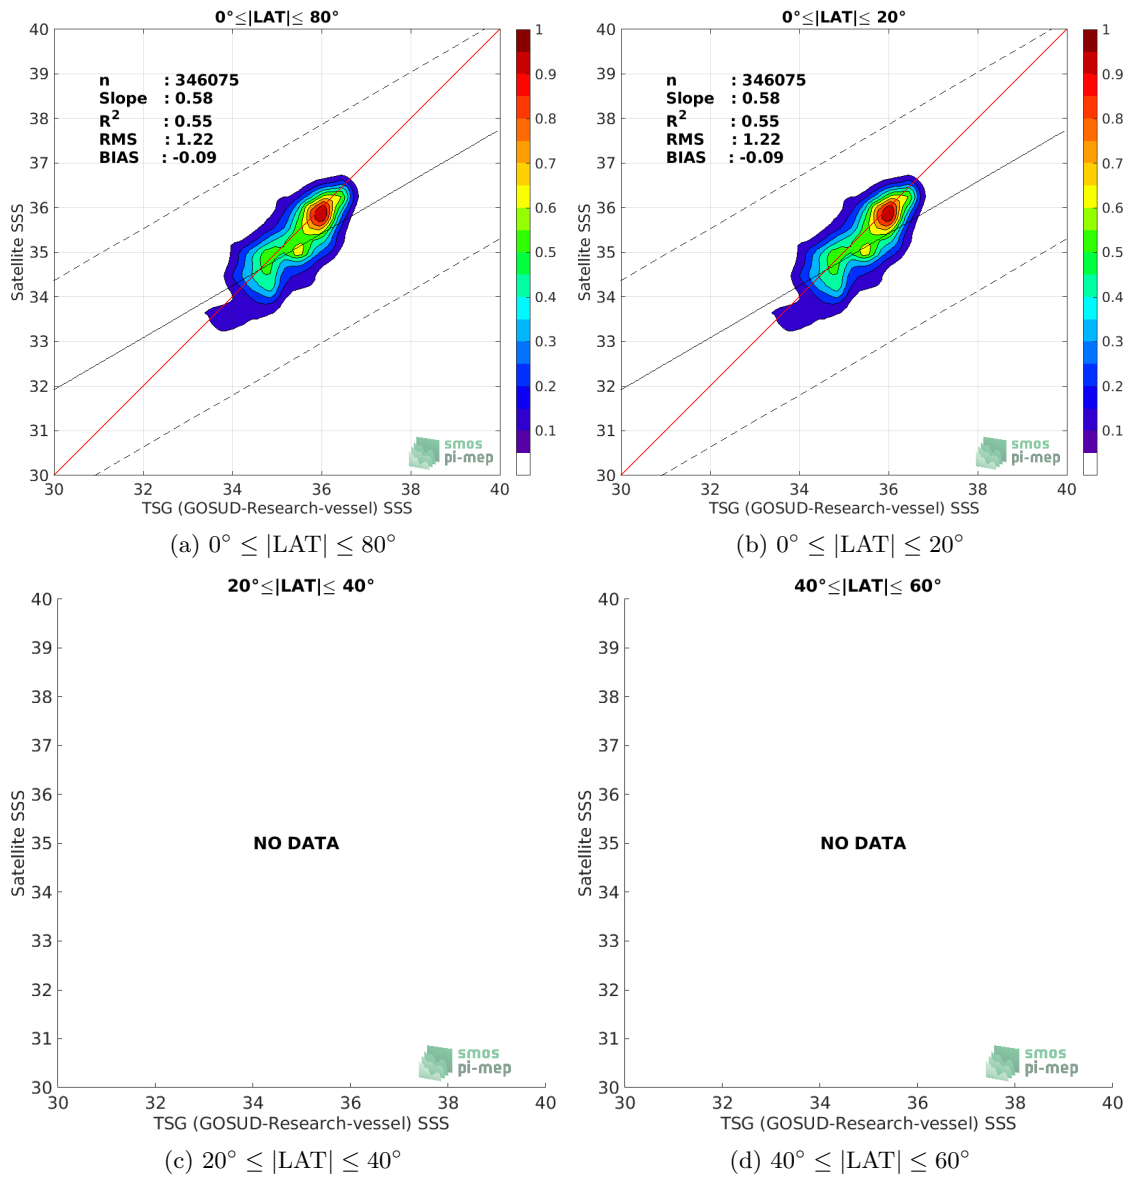 0°≤|LAT|≤ 80°
40
39
38
37
36
35
34
33
32
31
30
Satellite SSS
n : 346075
Slope : 0.58
R2 : 0.55
RMS : 1.22
BIAS : -0.09
smos
pi-mep
30 32 34 36 38 40
TSG (GOSUD-Research-vessel) SSS
1
0.9
0.8
0.7
0.6
0.5
0.4
0.3
0.2
0.1
(a) 0° ≤ |LAT| ≤ 80°
0°≤|LAT|≤ 20°
40
39
38
37
36
35
34
33
32
31
30
Satellite SSS
n : 346075
Slope : 0.58
R2 : 0.55
RMS : 1.22
BIAS : -0.09
smos
pi-mep
30 32 34 36 38 40
TSG (GOSUD-Research-vessel) SSS
1
0.9
0.8
0.7
0.6
0.5
0.4
0.3
0.2
0.1
(b) 0° ≤ |LAT| ≤ 20°
20°≤|LAT|≤ 40°
40
39
38
37
36
35
34
33
32
31
30
Satellite SSS
NO DATA
smos
pi-mep
30 32 34 36 38 40
TSG (GOSUD-Research-vessel) SSS
(c) 20° ≤ |LAT| ≤ 40°
40°≤|LAT|≤ 60°
40
39
38
37
36
35
34
33
32
31
30
Satellite SSS
NO DATA
smos
pi-mep
30 32 34 36 38 40
TSG (GOSUD-Research-vessel) SSS
(d) 40° ≤ |LAT| ≤ 60°